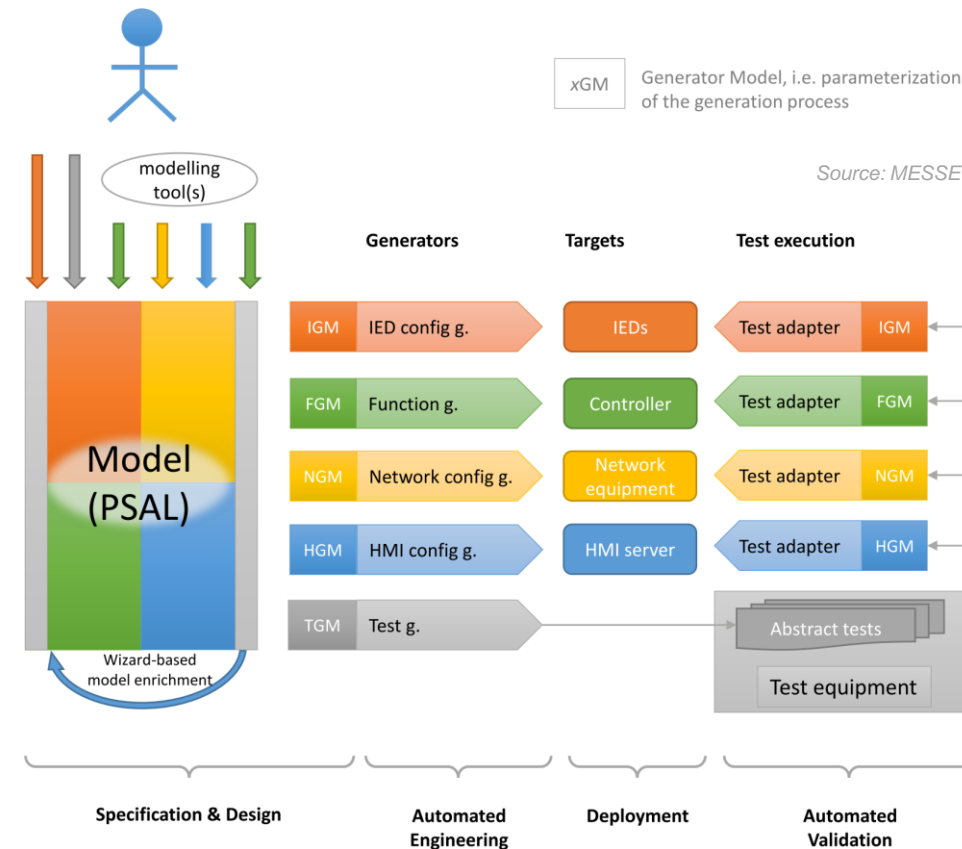 xGM
Generator Model, i.e. parameterization
of the generation process
modelling
tool(s)
Source: MESSE
Generators
Targets
Test execution
IGM
IED config g.
IEDs
Test adapter
IGM
FGM
Function g.
Controller
Test adapter
FGM
Model
(PSAL)
NGM
Network config g.
Network
equipment
Test adapter
NGM
HGM
HMI config g.
HMI server
Test adapter
HGM
TGM
Test g.
Abstract tests
Test equipment
Wizard-based
model enrichment
Specification & Design
Automated
Engineering
Deployment
Automated
Validation